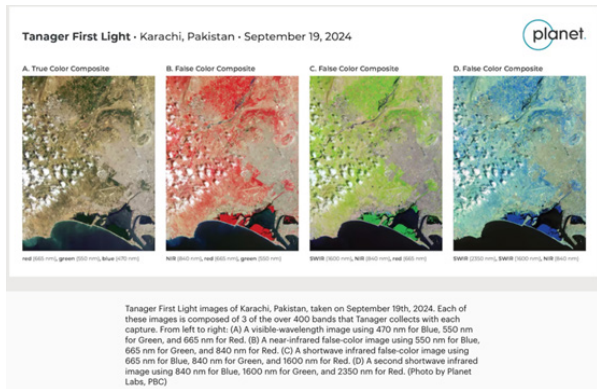 Tanager First Light • Karachi, Pakistan • September 19, 2024
planet.
A. True Color Composite
B. False Color Composite
C. False Color Composite
D. False Color Composite
red (665 nm), green (550 nm), blue (470 nm)
NIR (840 nm), red (665 nm), green (550 nm)
SWIR (1600 nm), NIR (840 nm), red (665 nm)
SWIR (2350 nm), SWIR (1600 nm), NIR (840 nm)
Tanager First Light images of Karachi, Pakistan, taken on September 19th, 2024. Each of
these images is composed of 3 of the over 400 bands that Tanager collects with each
capture. From left to right: (A) A visible-wavelength image using 470 nm for Blue, 550 nm
for Green, and 665 nm for Red. (B) A near-infrared false-color image using 550 nm for Blue,
665 nm for Green, and 840 nm for Red. (C) A shortwave infrared false-color image using
665 nm for Blue, 840 nm for Green, and 1600 nm for Red. (D) A second shortwave infrared
image using 840 nm for Blue, 1600 nm for Green, and 2350 nm for Red. (Photo by Planet
Labs, PBC)